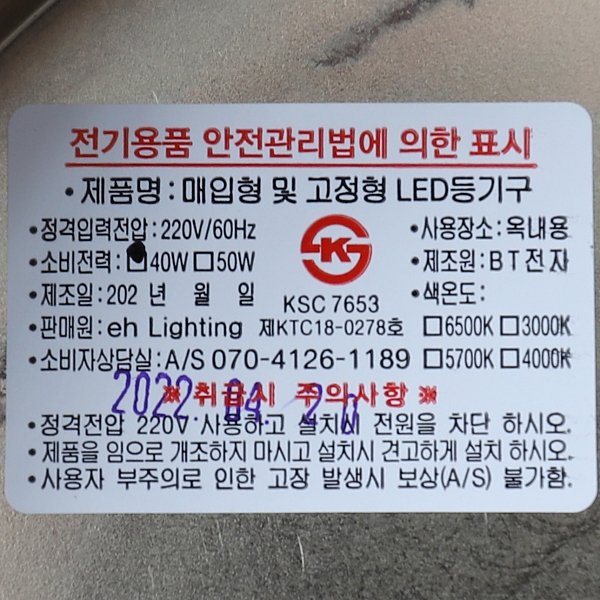 전기용품 안전관리법에 의한 표시
•제품명:매입형 및 고정형 LED등기구
•정격입력전압:220V/60Hz
•사용장소:옥내용
•소비전력:☐40W☐50W
K
•제조원:BT전자
•제조일:202 년 월 일
KSC 7653
•색온도:
•판매원:eh Lighting 제KTC18-0278호 ☐6500K☐3000K
•소비자상담실:A/S 070-4126-1189 ☐5700K☐4000K
2022. 04. 20
※ 취급시 주의사항 ※
•정격전압 220V 사용하고 설치시 전원을 차단 하시오.
•제품을 임으로 개조하지 마시고 설치시 견고하게 설치 하시오.
•사용자 부주의로 인한 고장 발생시 보상(A/S) 불가함.